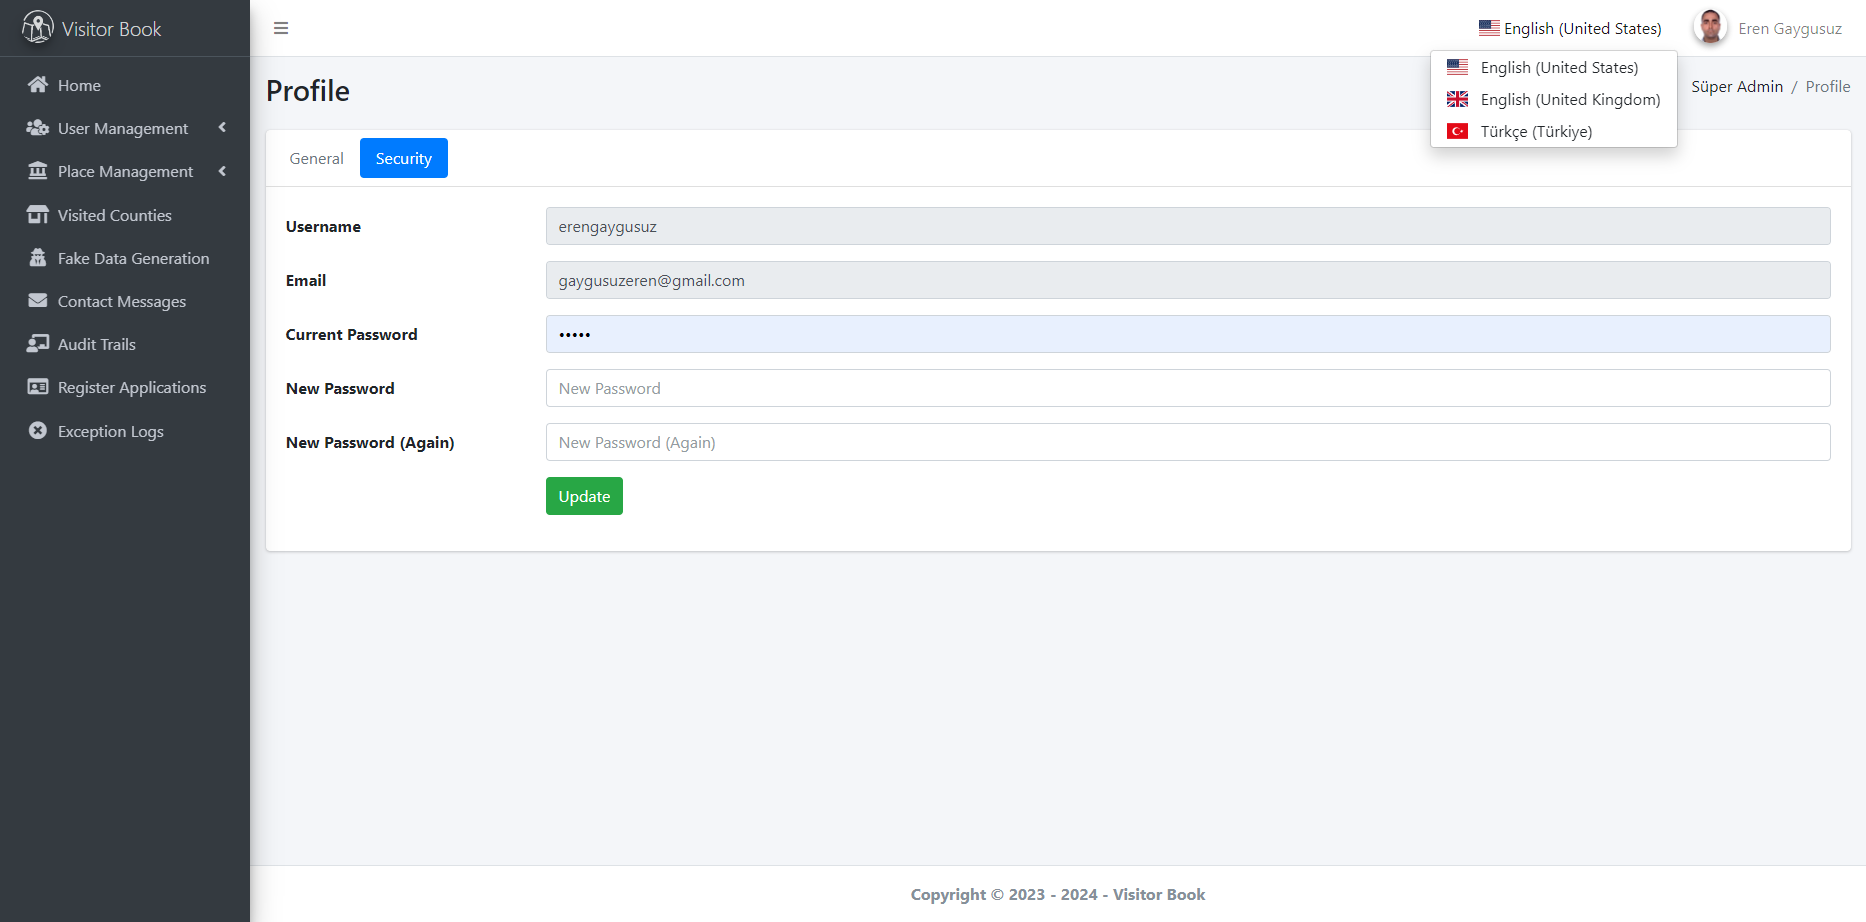 Visitor Book
English (United States)
Eren Gaygusuz
English (United States)
English (United Kingdom)
Türkçe (Türkiye)
Home
User Management
Place Management
Visited Counties
Fake Data Generation
Contact Messages
Audit Trails
Register Applications
Exception Logs
Profile
Süper Admin / Profile
General
Security
Username
erengaygusuz
Email
gaygusuzeren@gmail.com
Current Password
•••••
New Password
New Password
New Password (Again)
New Password (Again)
Update
Copyright © 2023 - 2024 - Visitor Book